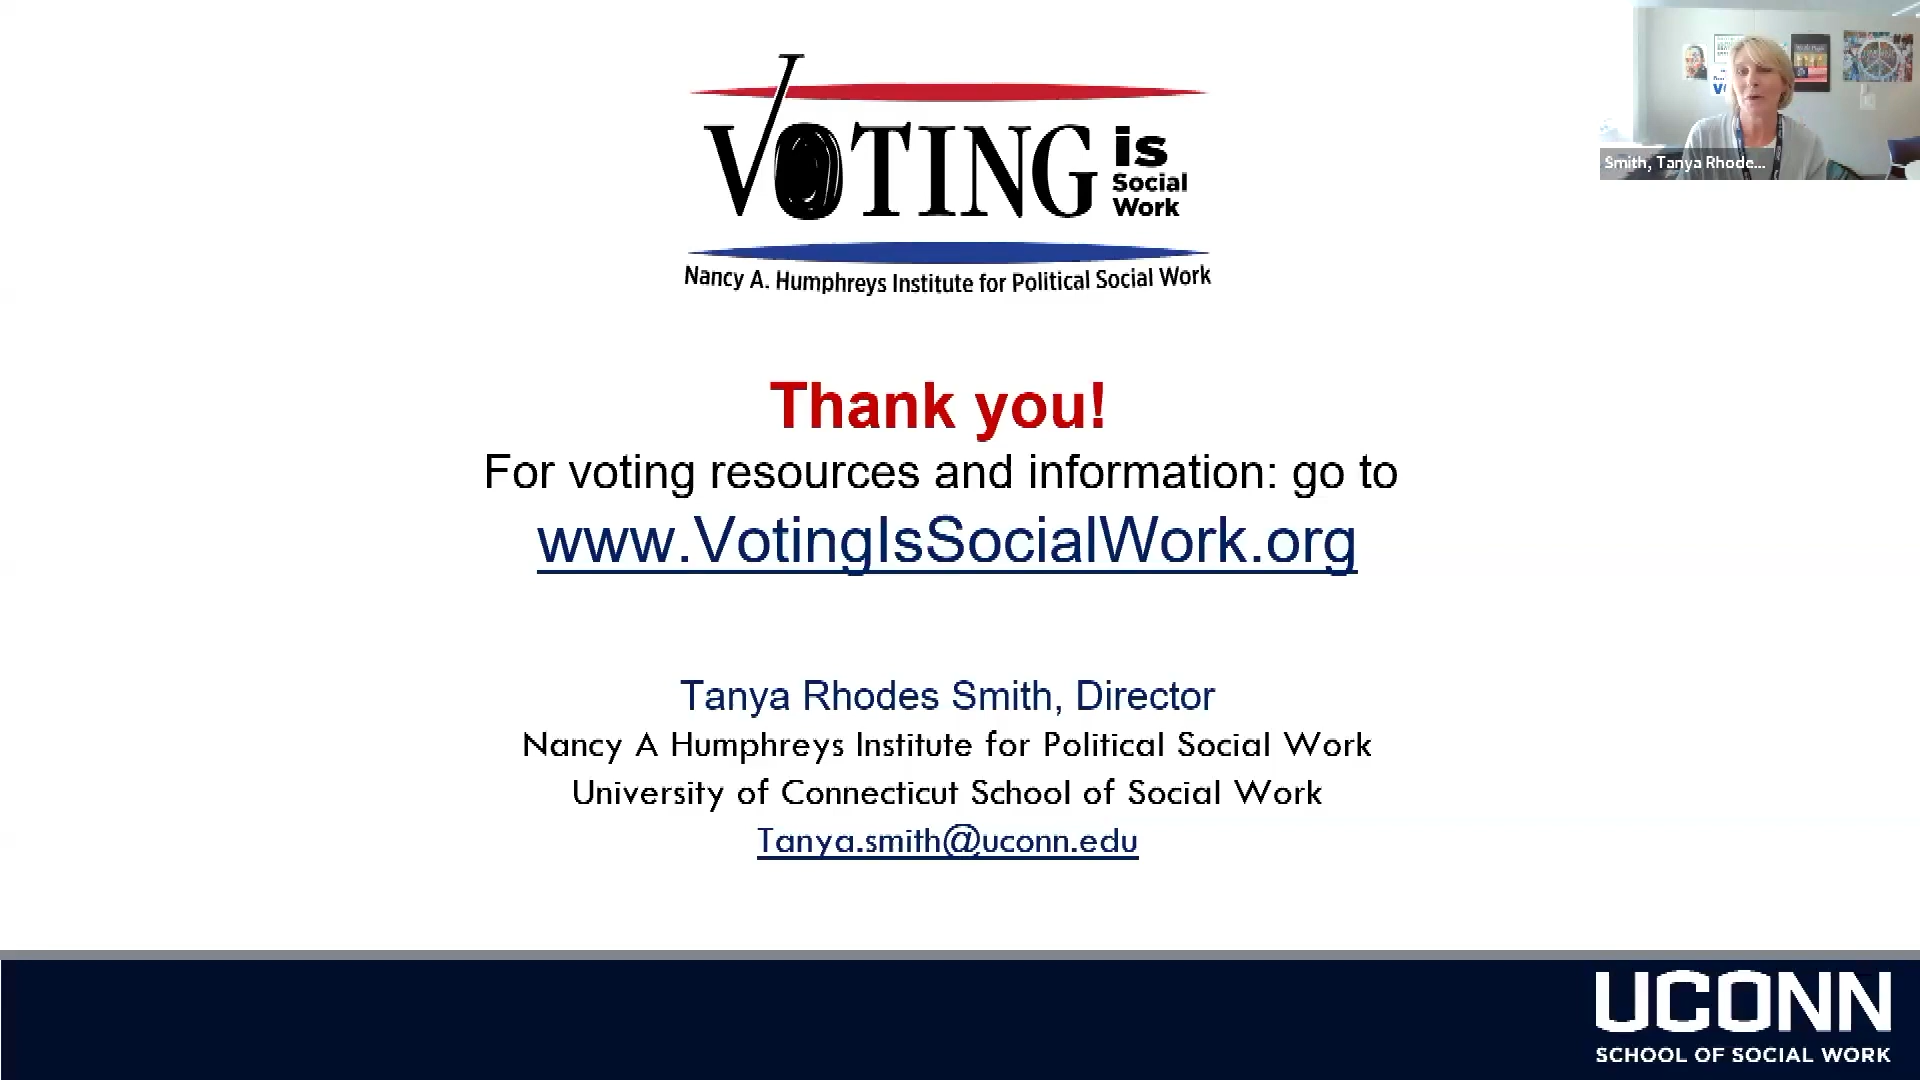 VOTING is
Social
Work
Nancy A. Humphreys Institute for Political Social Work
Smith, Tanya Rhode...
Thank you!
For voting resources and information: go to
www.VotingIsSocialWork.org
Tanya Rhodes Smith, Director
Nancy A Humphreys Institute for Political Social Work
University of Connecticut School of Social Work
Tanya.smith@uconn.edu
UCONN
SCHOOL OF SOCIAL WORK